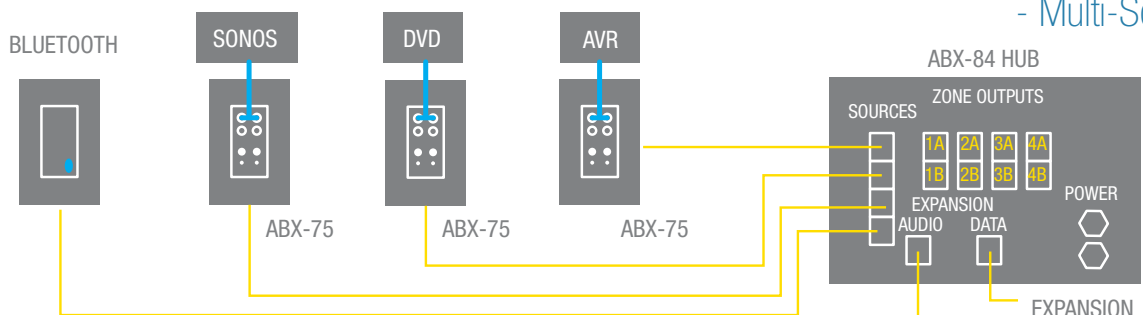 - Multi-So
BLUETOOTH
SONOS
DVD
AVR
ABX-84 HUB
ZONE OUTPUTS
SOURCES
1A 2A 3A 4A
1B 2B 3B 4B
EXPANSION
AUDIO DATA
POWER
ABX-75
ABX-75
ABX-75
EXPANSION